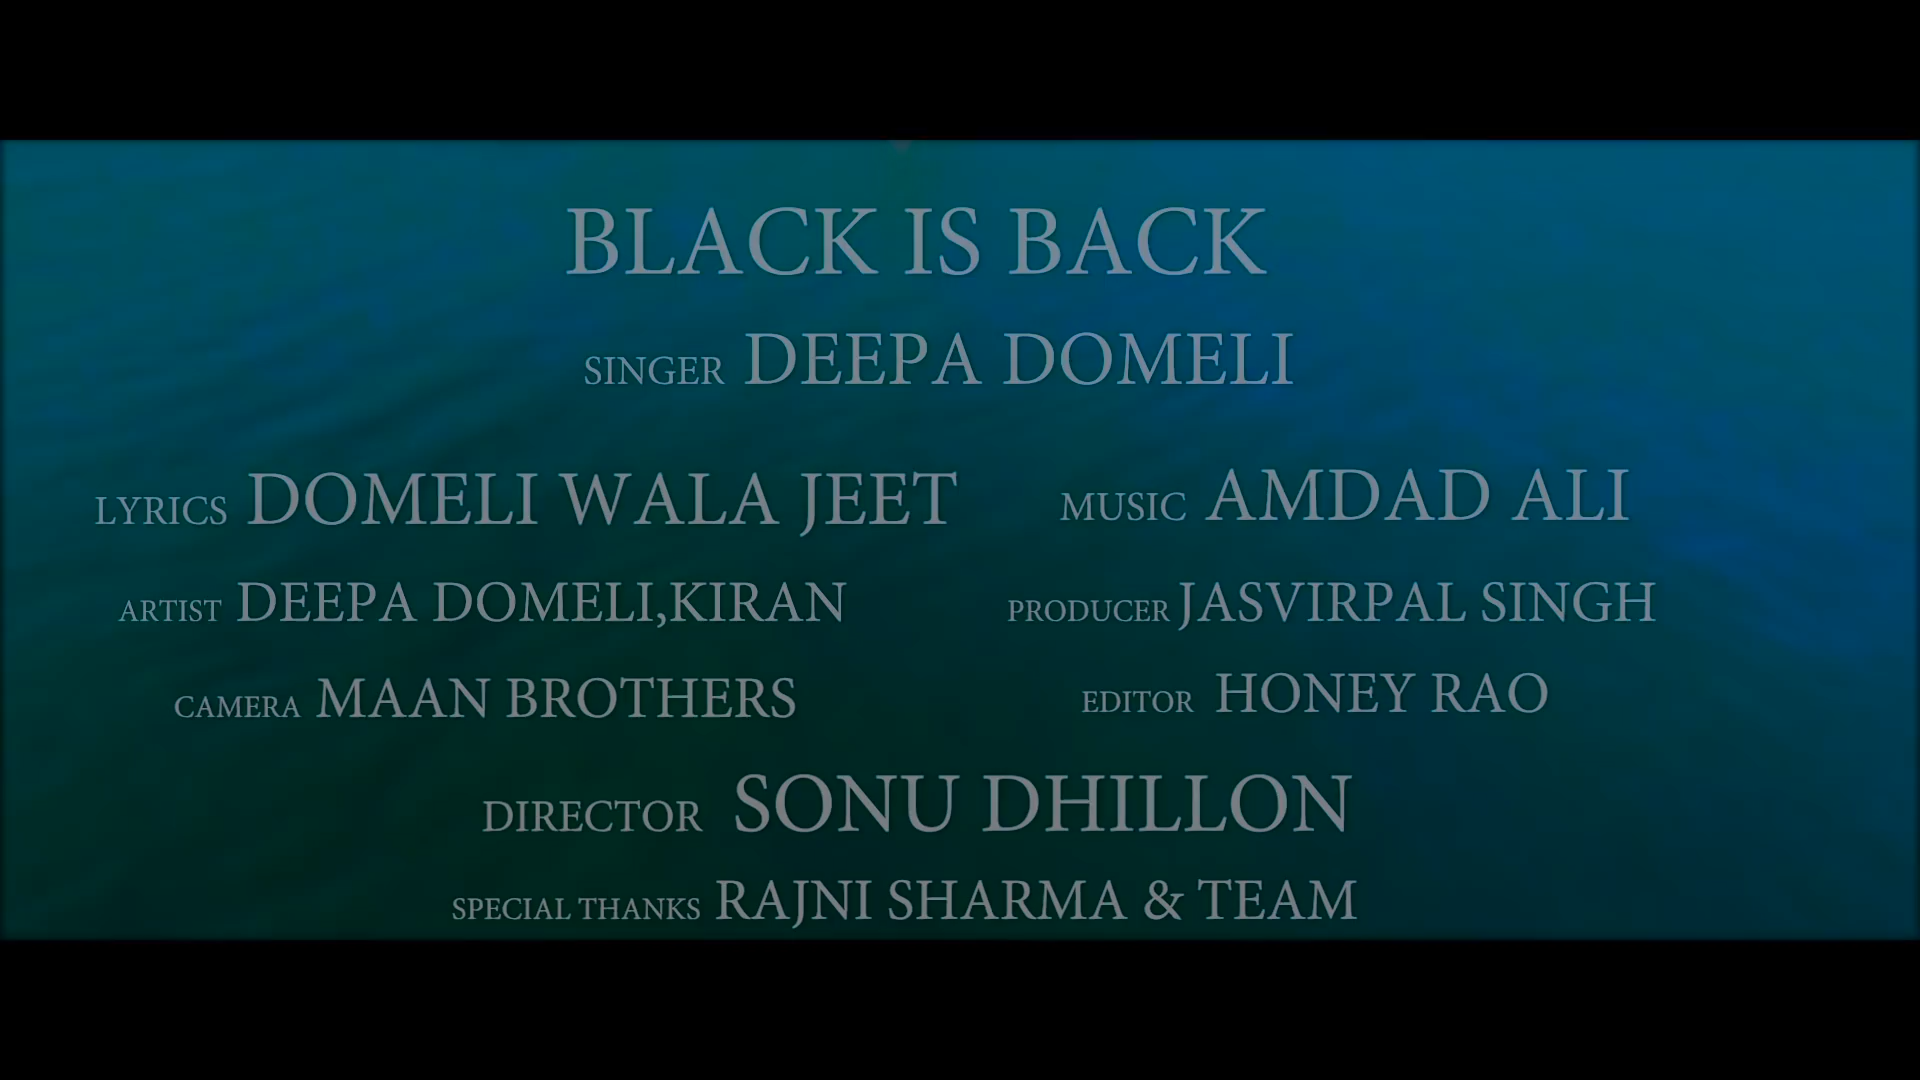 BLACK IS BACK
SINGER DEEPA DOMELI
LYRICS DOMELI WALA JEET
MUSIC AMDAD ALI
ARTIST DEEPA DOMELI,KIRAN
PRODUCER JASVIRPAL SINGH
CAMERA MAAN BROTHERS
EDITOR HONEY RAO
DIRECTOR SONU DHILLON
SPECIAL THANKS RAJNI SHARMA & TEAM